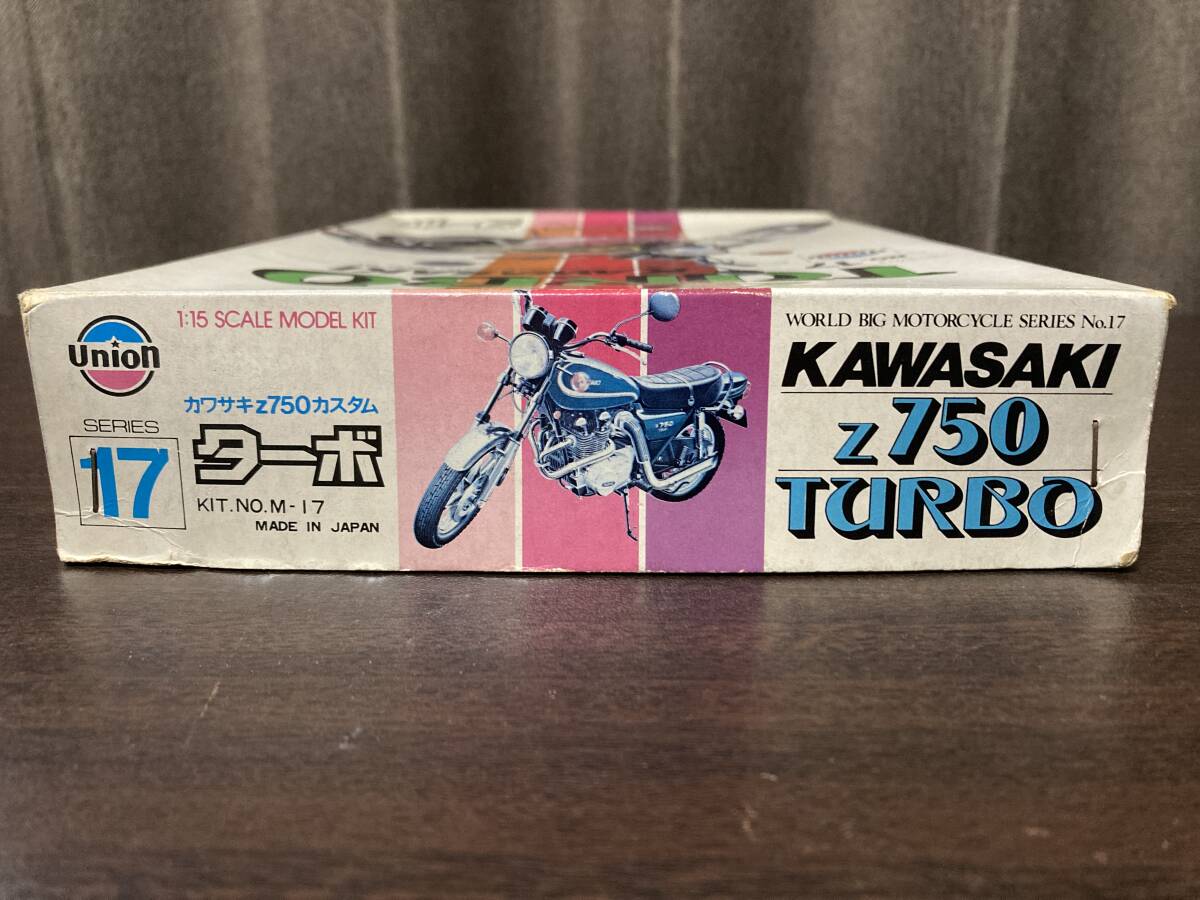 Union
SERIES
17
1:15 SCALE MODEL KIT
カワサキz750カスタム
ターボ
KIT.NO.M-17
MADE IN JAPAN
z750
WORLD BIG MOTORCYCLE SERIES No.17
KAWASAKI
z750
TURBO